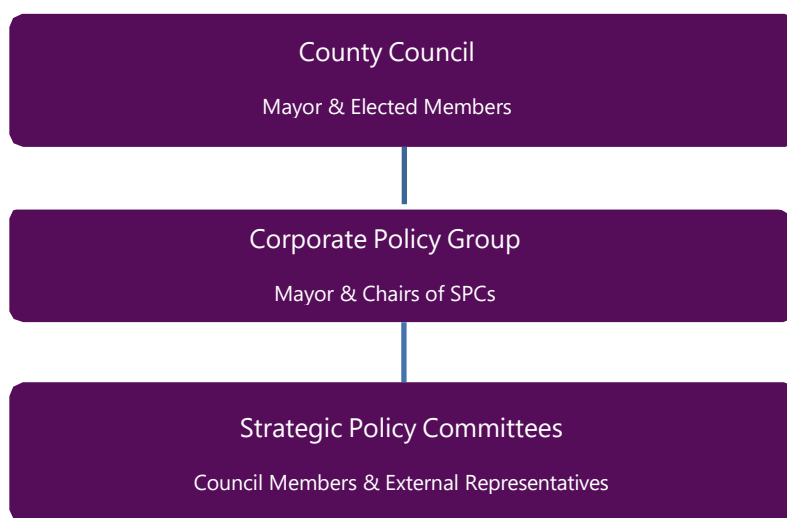 County Council
Mayor & Elected Members
Corporate Policy Group
Mayor & Chairs of SPCs
Strategic Policy Committees
Council Members & External Representatives